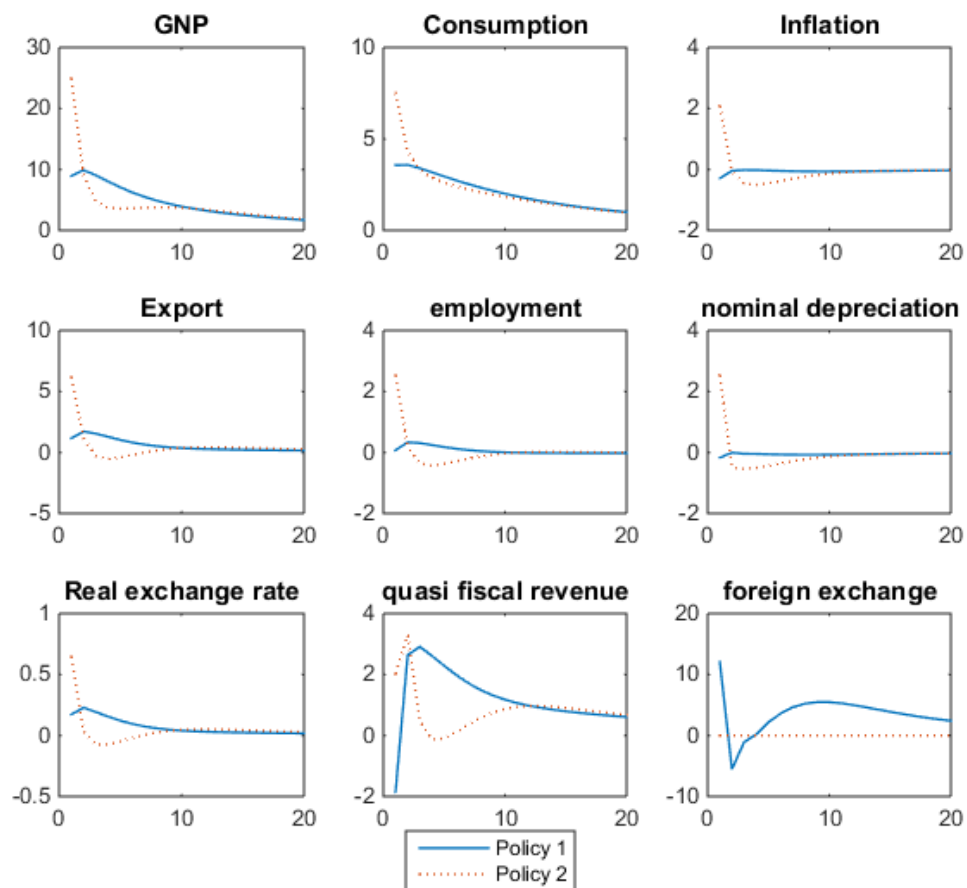 GNP Consumption Inflation
30 10 4
20 2
10 5 0
0 0 -2
0 10 20 0 10 20 0 10 20
Export employment nominal depreciation
10 4 4
5 2 2
0 0 0
-5 -2 -2
0 10 20 0 10 20 0 10 20
Real exchange rate quasi fiscal revenue foreign exchange
1 4 20
0.5 2 10
0 0 0
-0.5 -2 -10
0 10 20 0 10 20 0 10 20
Policy 1
Policy 2